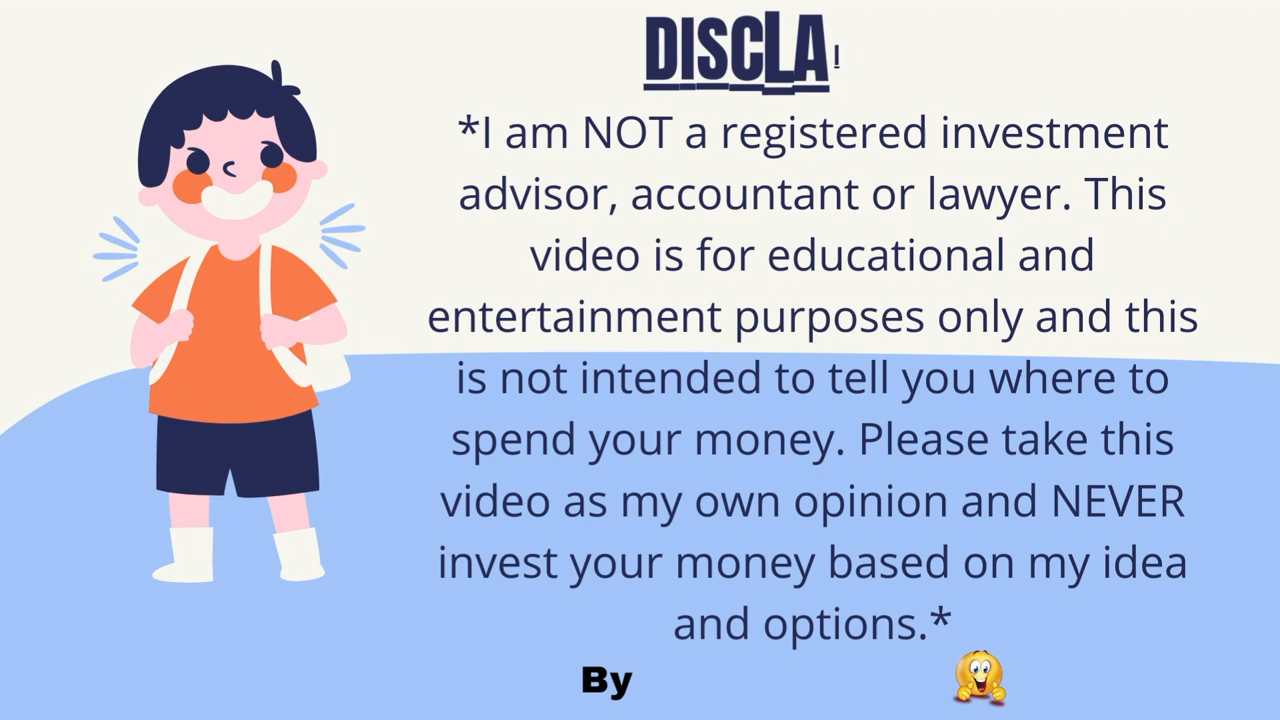 DISCLA
*I am NOT a registered investment
advisor, accountant or lawyer. This
video is for educational and
entertainment purposes only and this
is not intended to tell you where to
spend your money. Please take this
video as my own opinion and NEVER
invest your money based on my idea
and options.*
By